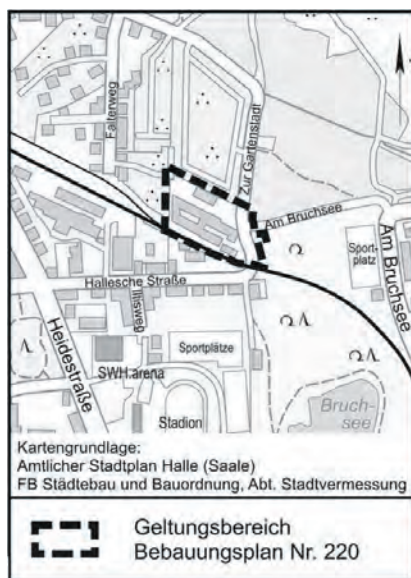 Falterweg
Zur Gartenstadt
Am Bruchsee
Sport-
platz
Am Bruchsee
Hallesche Straße
Ilisweg
Heidestraße
Sportplätze
SWH.arena
Stadion
Bruch-
see
Kartengrundlage:
Amtlicher Stadtplan Halle (Saale)
FB Städtebau und Bauordnung, Abt. Stadtvermessung
Geltungsbereich
Bebauungsplan Nr. 220